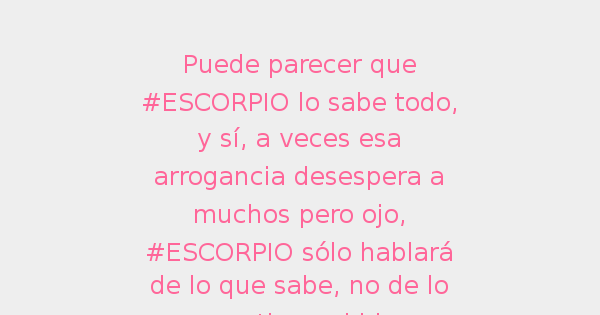 Puede parecer que
#ESCORPIO lo sabe todo,
y sí, a veces esa
arrogancia desespera a
muchos pero ojo,
#ESCORPIO sólo hablará
de lo que sabe, no de lo